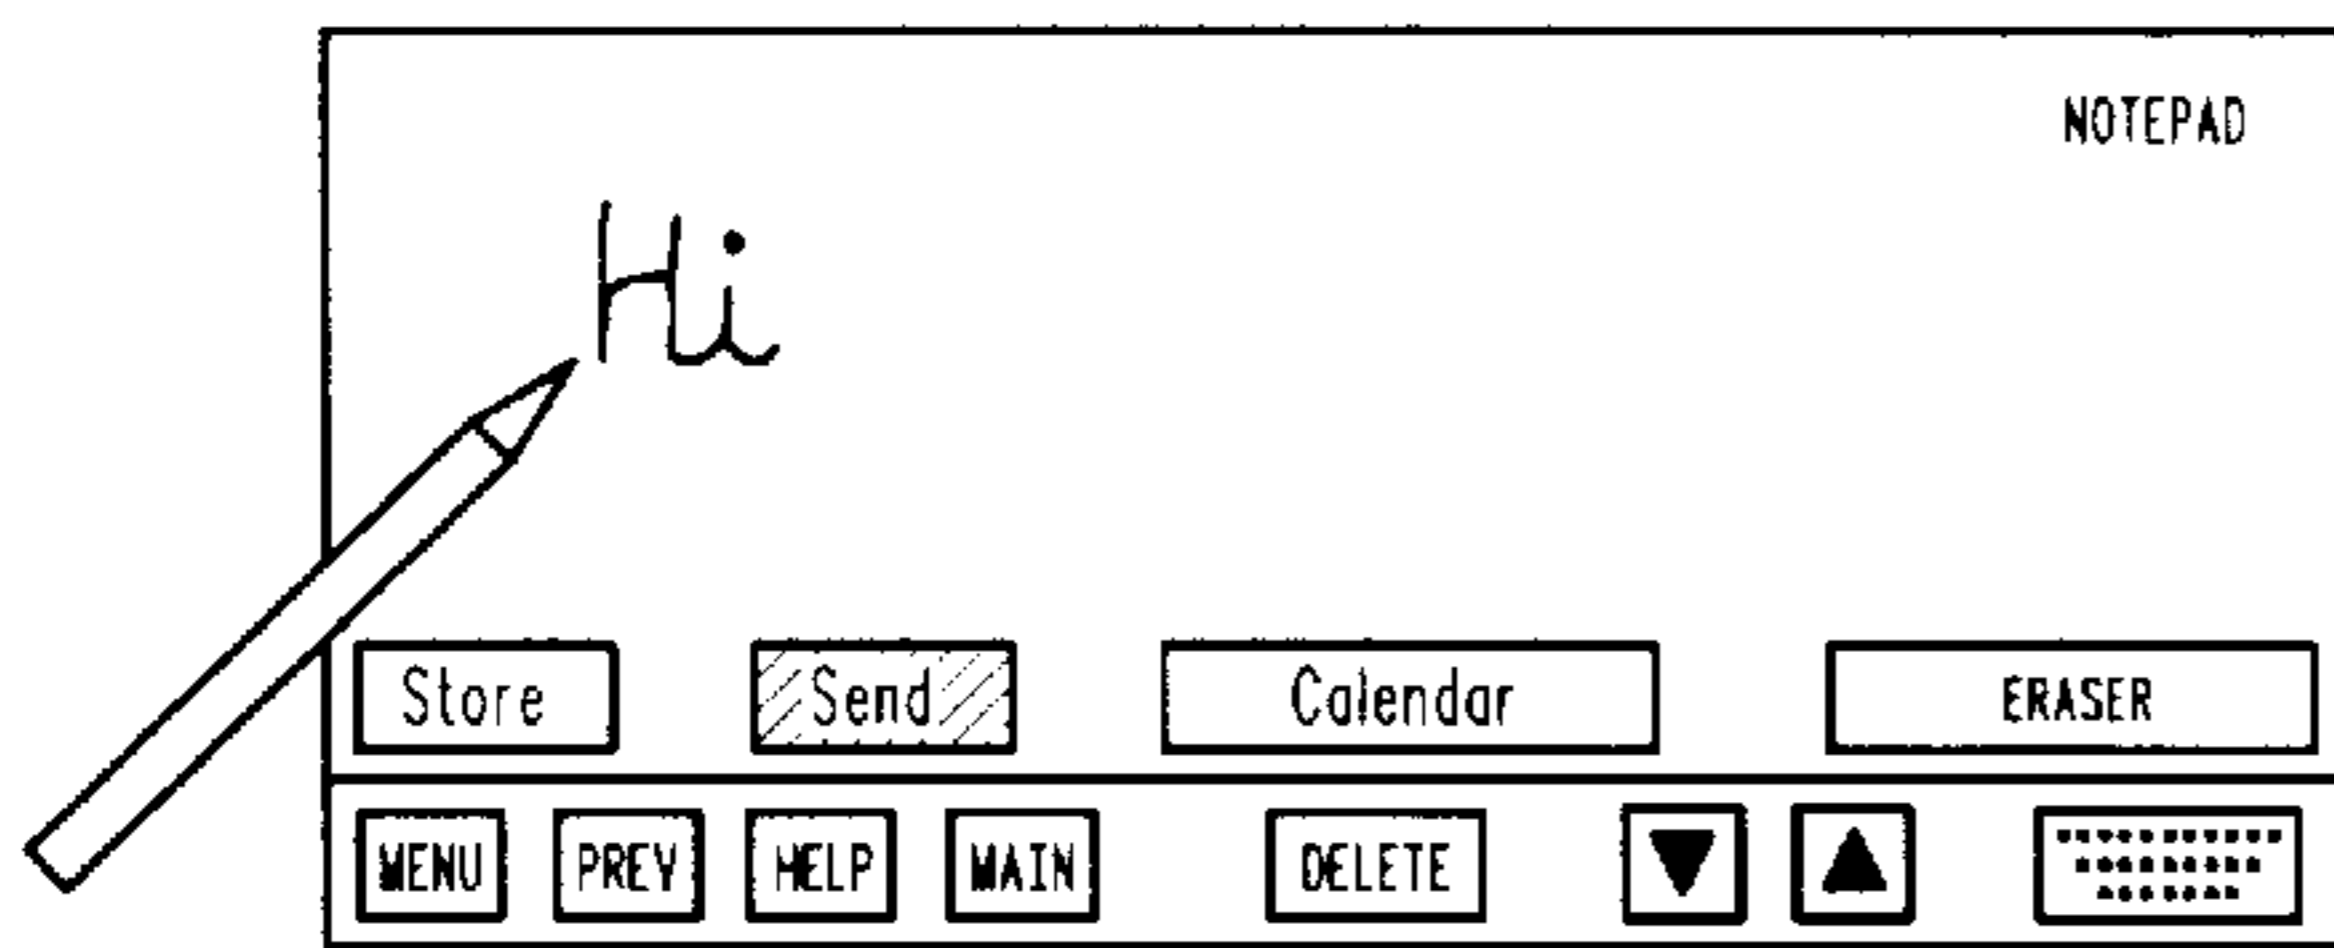 NOTEPAD
Hi
Store Send Calendar ERASER
MENU PREV HELP MAIN DELETE